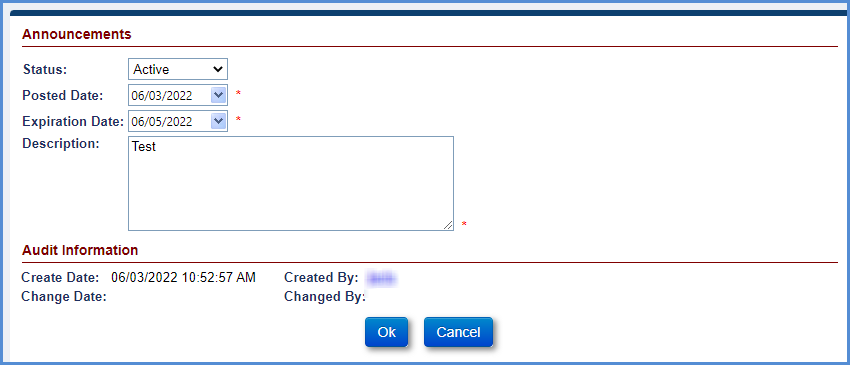 Announcements
Status: Active
Posted Date: 06/03/2022 *
Expiration Date: 06/05/2022 *
Description: Test
*
Audit Information
Create Date: 06/03/2022 10:52:57 AM Created By:
Change Date: Changed By:
Ok Cancel